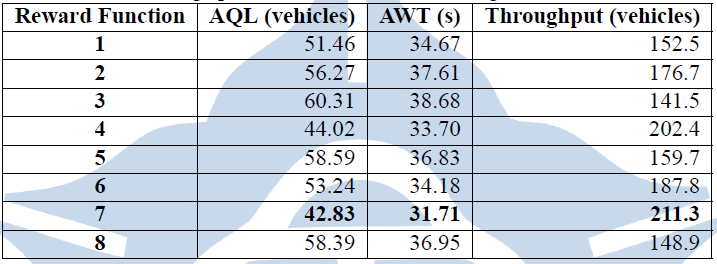 Reward Function AQL (vehicles) AWT (s) Throughput (vehicles)
1 51.46 34.67 152.5
2 56.27 37.61 176.7
3 60.31 38.68 141.5
4 44.02 33.70 202.4
5 58.59 36.83 159.7
6 53.24 34.18 187.8
7 42.83 31.71 211.3
8 58.39 36.95 148.9